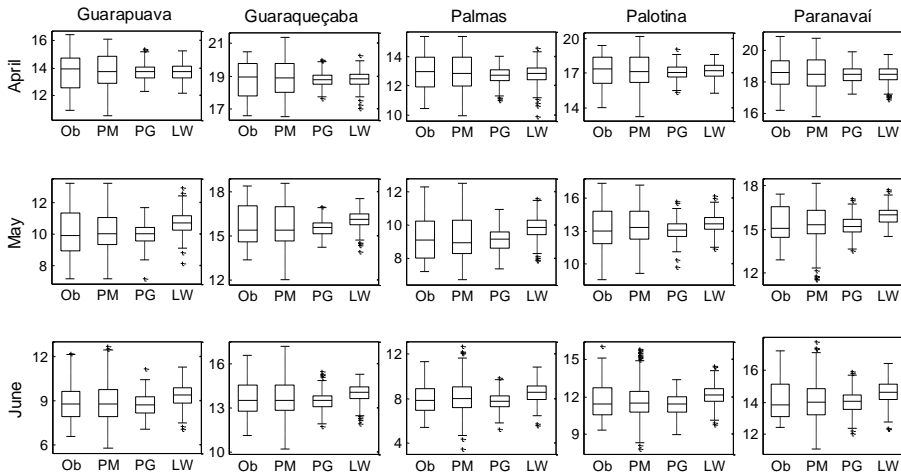 Guarapuava Guaraqueçaba Palmas Palotina Paranavaí
April
16
14
12
Ob PM PG LW
21
19
17
Ob PM PG LW
14
12
10
Ob PM PG LW
20
17
14
Ob PM PG LW
20
18
16
Ob PM PG LW
May
12
10
8
Ob PM PG LW
18
15
12
Ob PM PG LW
12
10
8
Ob PM PG LW
16
13
10
Ob PM PG LW
18
15
12
Ob PM PG LW
June
12
9
6
Ob PM PG LW
16
13
10
Ob PM PG LW
12
8
4
Ob PM PG LW
15
12
9
Ob PM PG LW
16
14
12
Ob PM PG LW